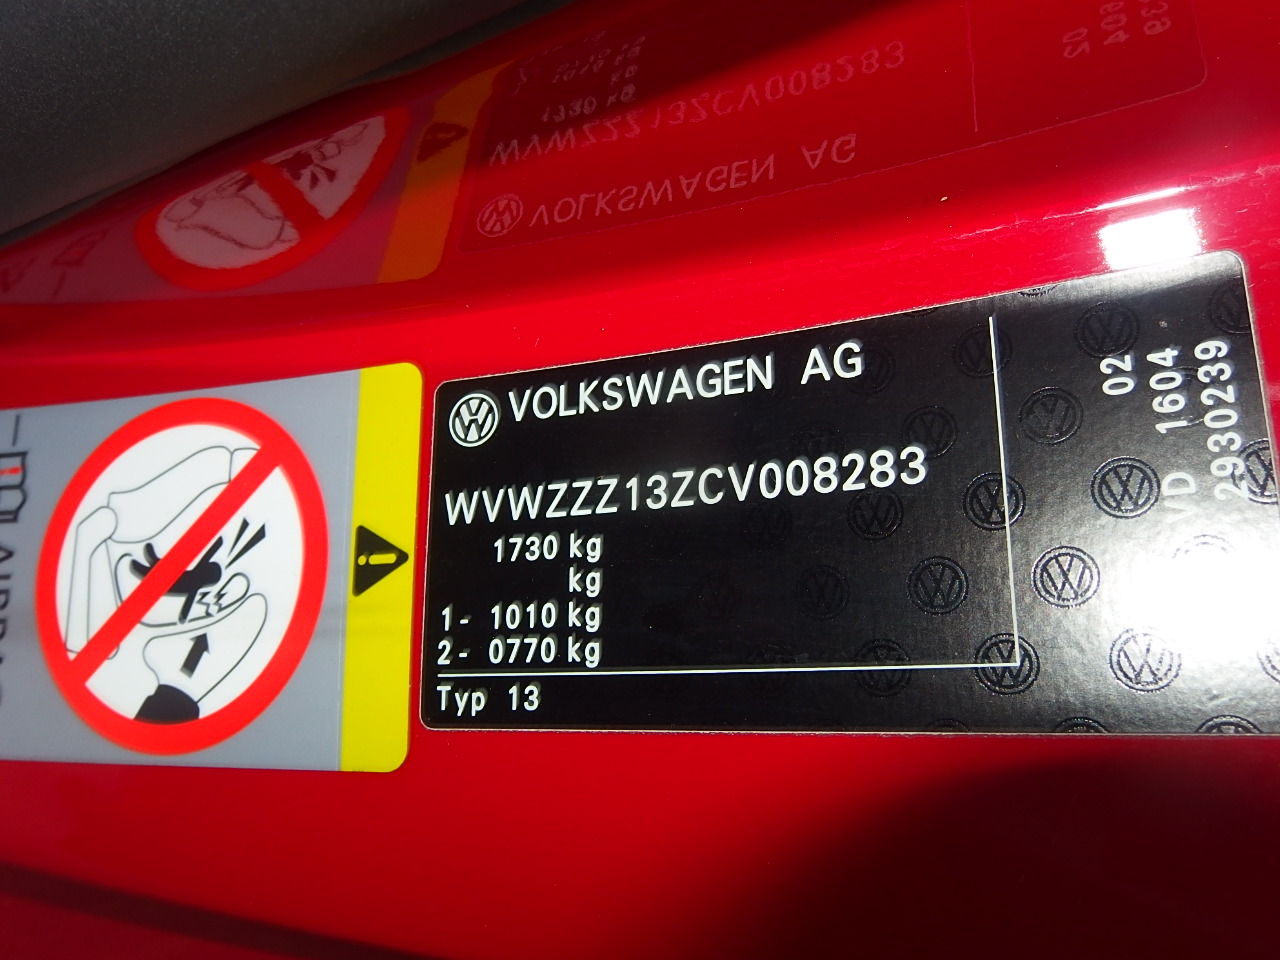 VOLKSWAGEN AG
WVWZZZ13ZCV008283
1730 kg
kg
1- 1010 kg
2- 0770 kg
Typ 13
02
VD 1604
2930239